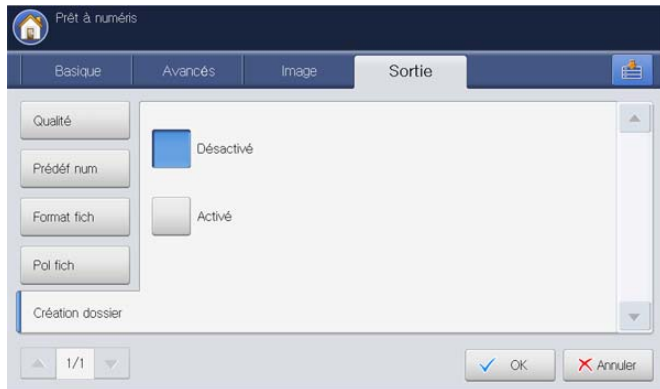 Prêt à numéris
Basique
Avancés
Image
Sortie
Qualité
Prédéf num
Format fich
Pol fich
Création dossier
Désactivé
Activé
1/1
OK
Annuler